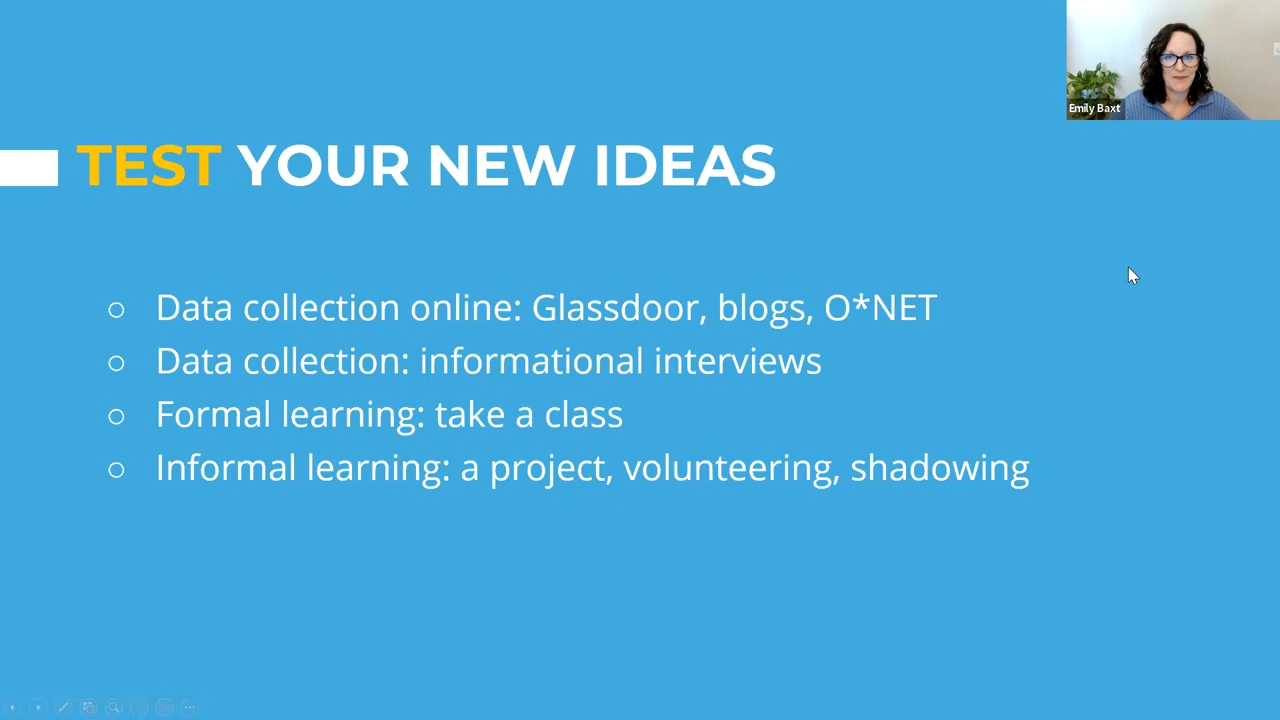 Emily Baxt
TEST YOUR NEW IDEAS
○ Data collection online: Glassdoor, blogs, O*NET
○ Data collection: informational interviews
○ Formal learning: take a class
○ Informal learning: a project, volunteering, shadowing